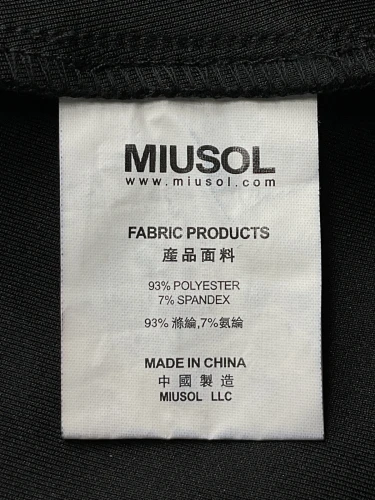 MIUSOL
www.miusol.com
FABRIC PRODUCTS
産品面料
93% POLYESTER
7% SPANDEX
93% 滌綸,7%氨綸
MADE IN CHINA
中國製造
MIUSOL LLC